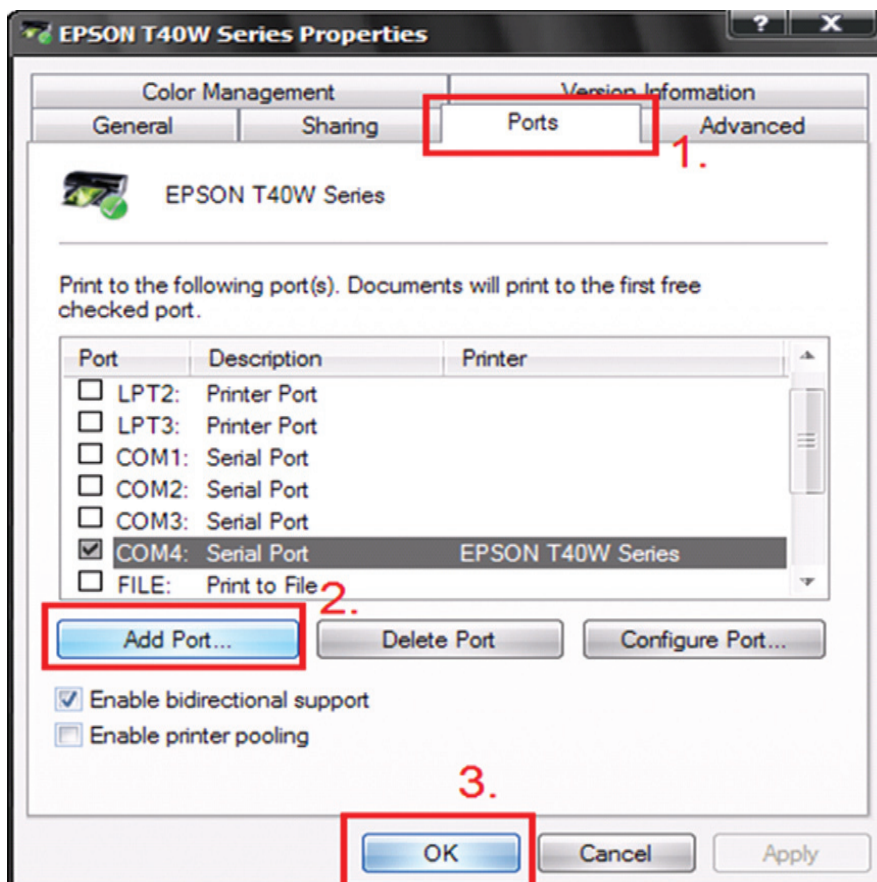 EPSON T40W Series Properties
? X
Color Management Version Information
General Sharing Ports Advanced
1.
EPSON T40W Series
Print to the following port(s). Documents will print to the first free
checked port.
Port Description Printer
LPT2: Printer Port
LPT3: Printer Port
COM1: Serial Port
COM2: Serial Port
COM3: Serial Port
COM4: Serial Port EPSON T40W Series
FILE: Print to File
2.
Add Port... Delete Port Configure Port...
Enable bidirectional support
Enable printer pooling
3.
OK Cancel Apply